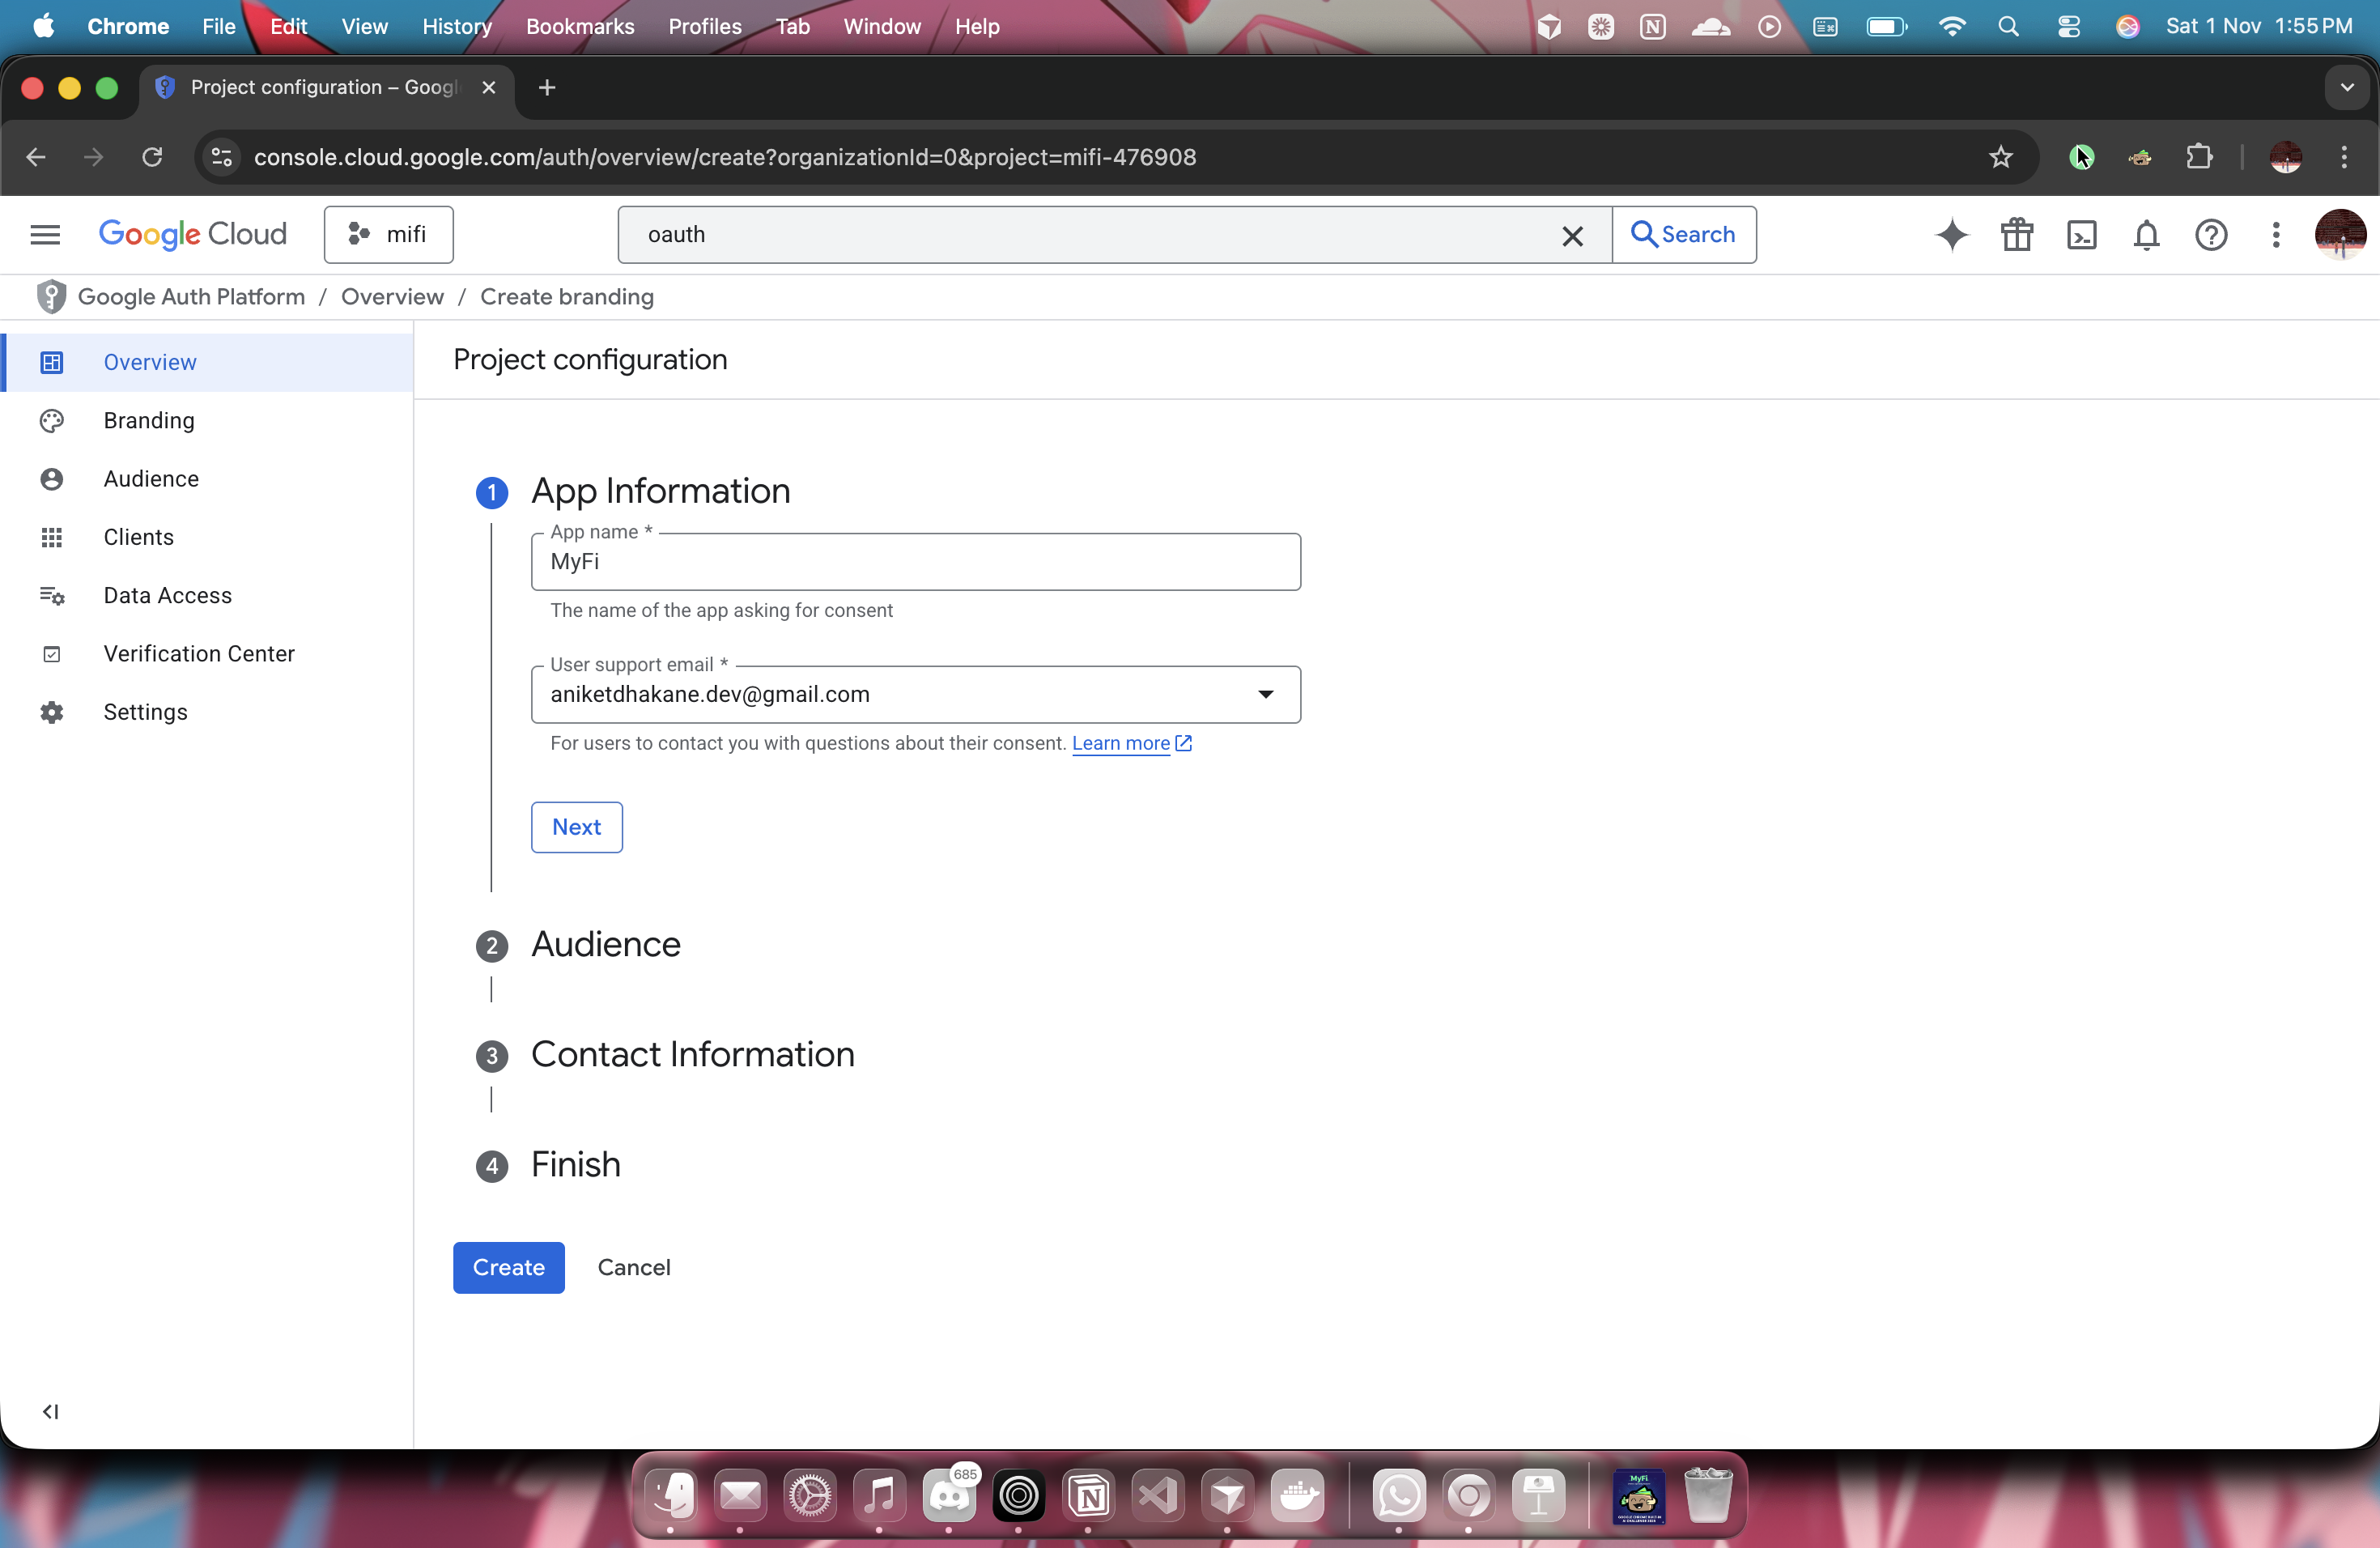 Chrome File Edit View History Bookmarks Profiles Tab Window Help Sat 1 Nov 1:55 PM
Project configuration – Googl
console.cloud.google.com/auth/overview/create?organizationId=0&project=mifi-476908
Google Cloud mifi oauth Search
Google Auth Platform / Overview / Create branding
Overview
Branding
Audience
Clients
Data Access
Verification Center
Settings
Project configuration
1 App Information
App name *
MyFi
The name of the app asking for consent
User support email *
aniketdhakane.dev@gmail.com
For users to contact you with questions about their consent. Learn more
Next
2 Audience
3 Contact Information
4 Finish
Create Cancel
685
MyFi